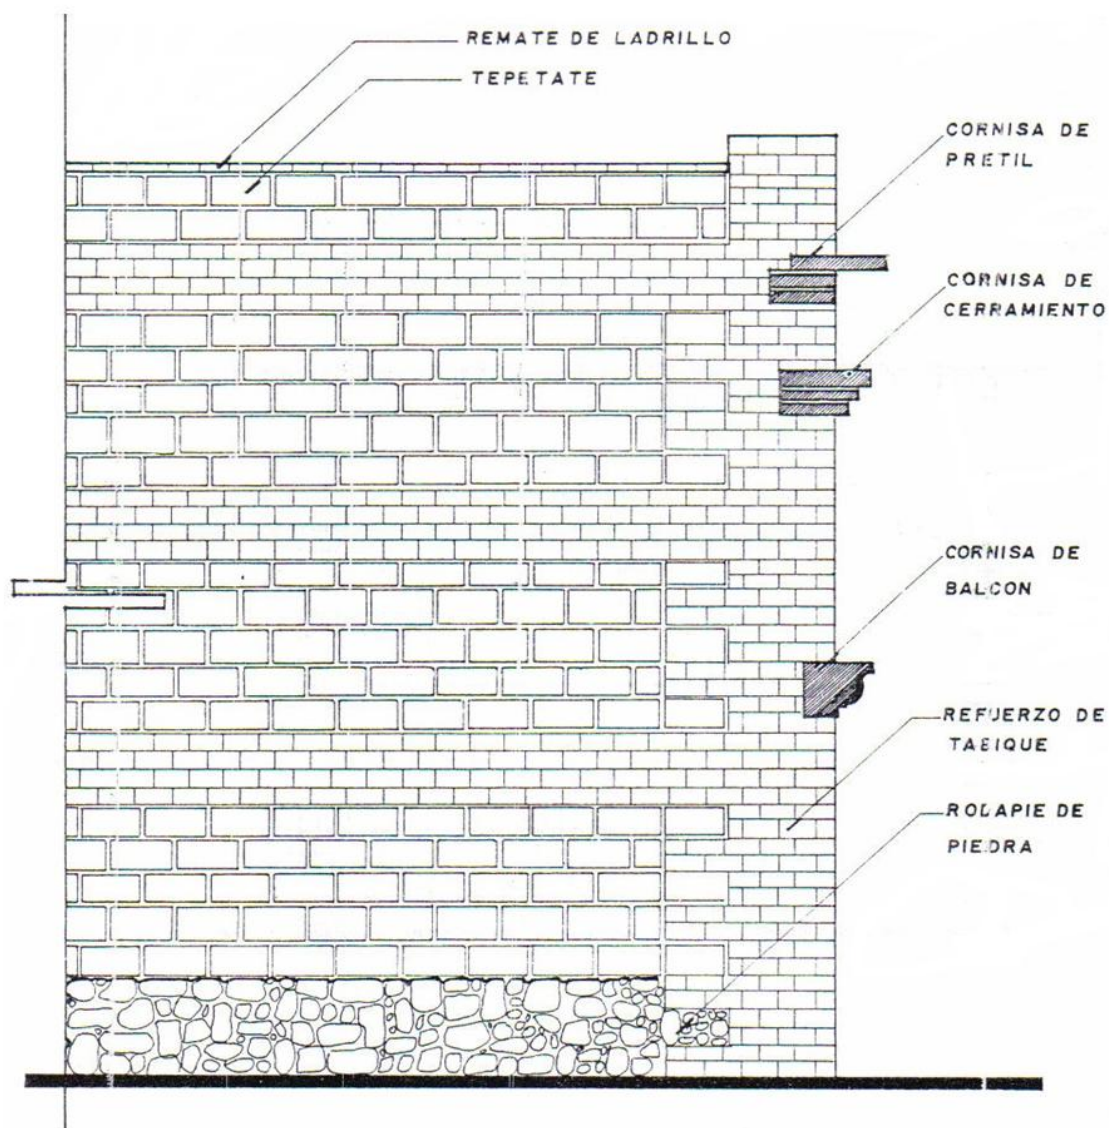 REMATE DE LADRILLO
TEPETATE
CORNISA DE
PRETIL
CORNISA DE
CERRAMIENTO
CORNISA DE
BALCON
REFUERZO DE
TABIQUE
RODAPIE DE
PIEDRA